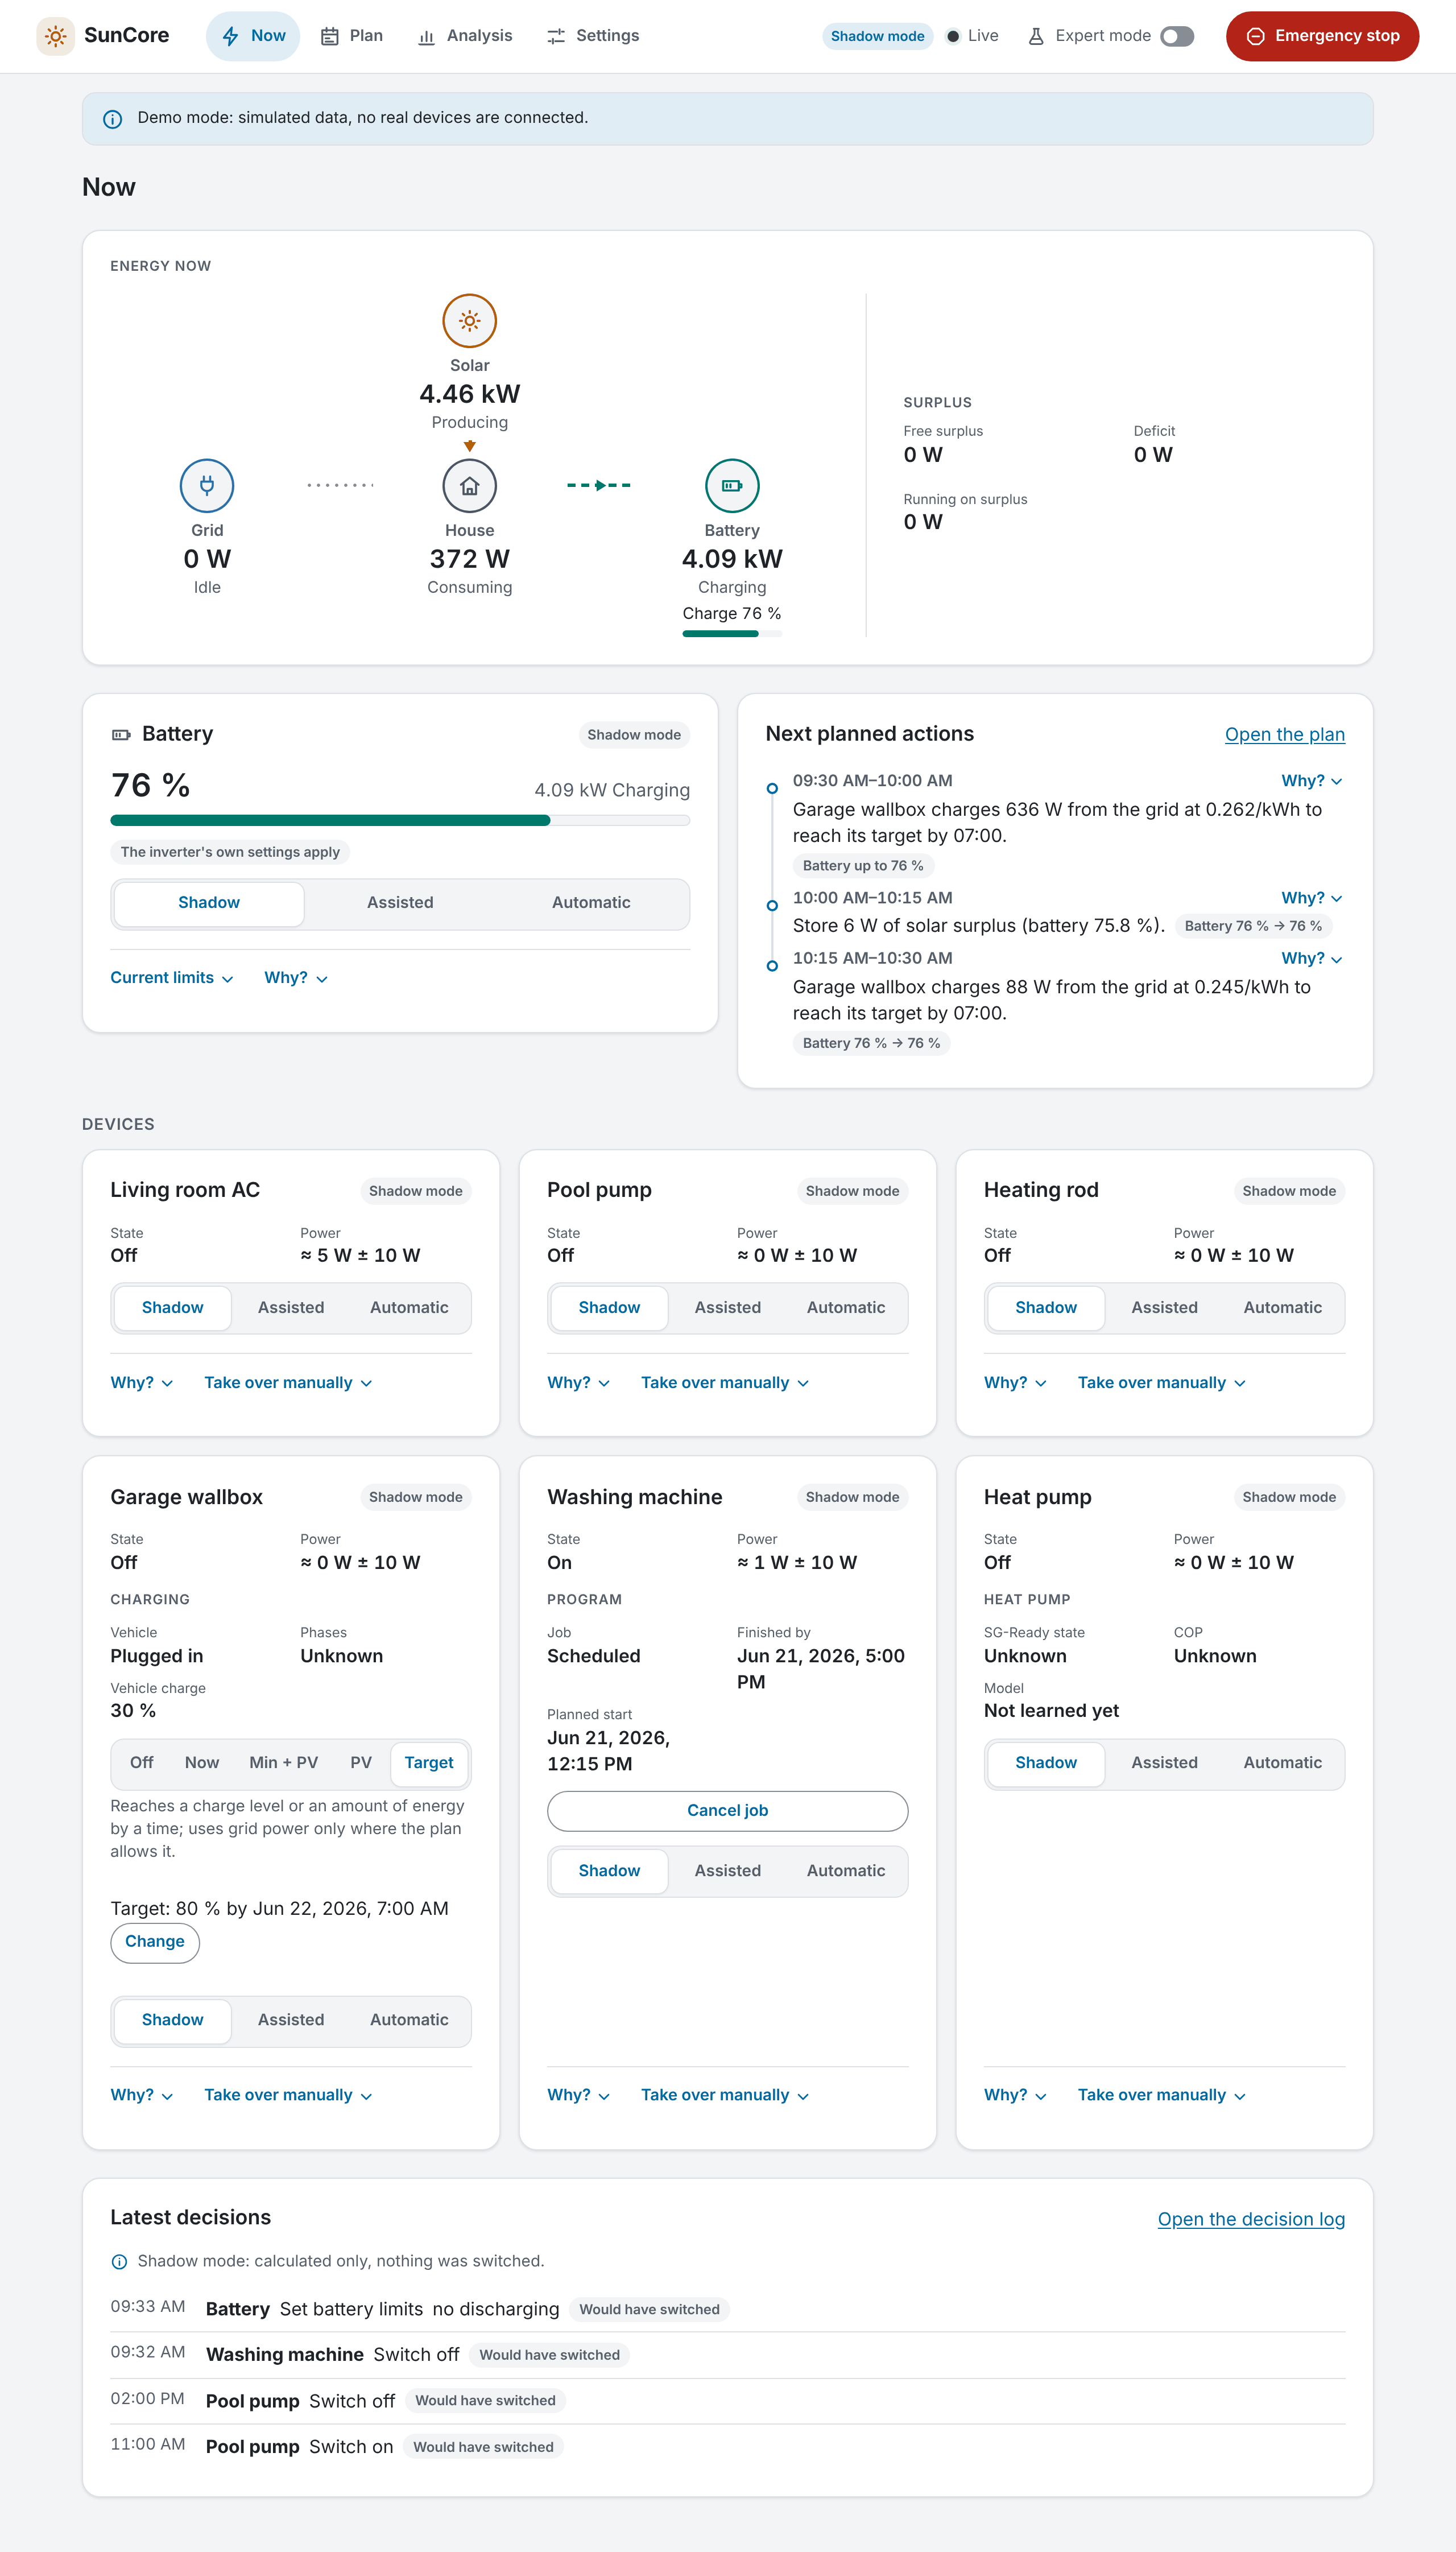 SunCore
Now
Plan
Analysis
Settings
Shadow mode
Live
Expert mode
Emergency stop
Demo mode: simulated data, no real devices are connected.
Now
ENERGY NOW
Solar
4.46 kW
Producing
Grid
0 W
Idle
House
372 W
Consuming
Battery
4.09 kW
Charging
Charge 76 %
SURPLUS
Free surplus
0 W
Deficit
0 W
Running on surplus
0 W
Battery
Shadow mode
76 %
4.09 kW Charging
The inverter's own settings apply
Shadow
Assisted
Automatic
Current limits
Why?
Next planned actions
Open the plan
09:30 AM–10:00 AM
Why?
Garage wallbox charges 636 W from the grid at 0.262/kWh to
reach its target by 07:00.
Battery up to 76 %
10:00 AM–10:15 AM
Why?
Store 6 W of solar surplus (battery 75.8 %).
Battery 76 % → 76 %
10:15 AM–10:30 AM
Why?
Garage wallbox charges 88 W from the grid at 0.245/kWh to
reach its target by 07:00.
Battery 76 % → 76 %
DEVICES
Living room AC
Shadow mode
State
Off
Power
≈ 5 W ± 10 W
Shadow
Assisted
Automatic
Why?
Take over manually
Pool pump
Shadow mode
State
Off
Power
≈ 0 W ± 10 W
Shadow
Assisted
Automatic
Why?
Take over manually
Heating rod
Shadow mode
State
Off
Power
≈ 0 W ± 10 W
Shadow
Assisted
Automatic
Why?
Take over manually
Garage wallbox
Shadow mode
State
Off
Power
≈ 0 W ± 10 W
CHARGING
Vehicle
Plugged in
Phases
Unknown
Vehicle charge
30 %
Off
Now
Min + PV
PV
Target
Reaches a charge level or an amount of energy
by a time; uses grid power only where the plan
allows it.
Target: 80 % by Jun 22, 2026, 7:00 AM
Change
Shadow
Assisted
Automatic
Why?
Take over manually
Washing machine
Shadow mode
State
On
Power
≈ 1 W ± 10 W
PROGRAM
Job
Scheduled
Finished by
Jun 21, 2026, 5:00
PM
Planned start
Jun 21, 2026,
12:15 PM
Cancel job
Shadow
Assisted
Automatic
Why?
Take over manually
Heat pump
Shadow mode
State
Off
Power
≈ 0 W ± 10 W
HEAT PUMP
SG-Ready state
Unknown
COP
Unknown
Model
Not learned yet
Shadow
Assisted
Automatic
Why?
Take over manually
Latest decisions
Open the decision log
Shadow mode: calculated only, nothing was switched.
09:33 AM Battery Set battery limits no discharging Would have switched
09:32 AM Washing machine Switch off Would have switched
02:00 PM Pool pump Switch off Would have switched
11:00 AM Pool pump Switch on Would have switched